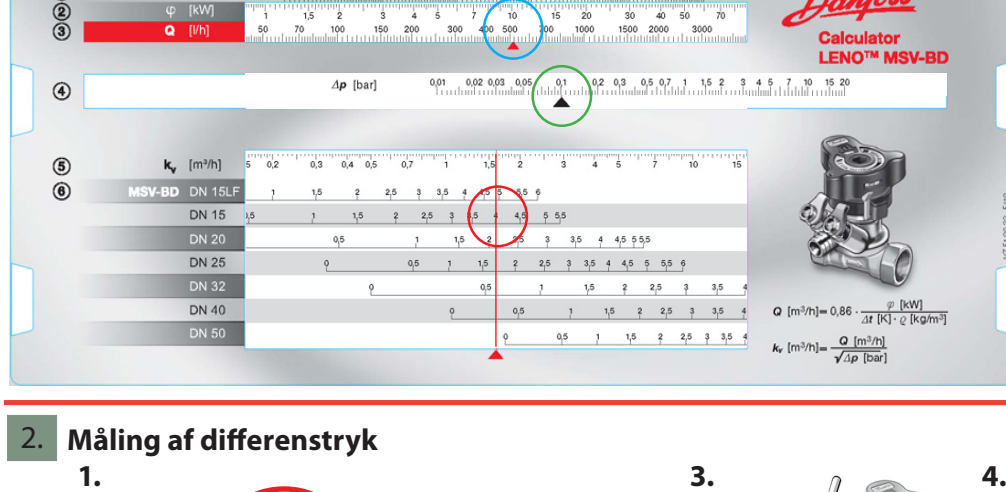 ② φ [kW] 1 1,5 2 3 4 5 7 10 15 20 30 40 50 70
③ Q [l/h] 50 70 100 150 200 300 400 500 700 1000 1500 2000 3000
Danfoss
Calculator
LENO™ MSV-BD
④ Δp [bar] 0,01 0,02 0,03 0,05 0,1 0,2 0,3 0,5 0,7 1 1,5 2 3 4 5 7 10 15 20
⑤ kv [m³/h] 5 0,2 0,3 0,4 0,5 0,7 1 1,5 2 3 4 5 7 10 15
⑥ MSV-BD DN 15LF 1 1,5 2 2,5 3 3,5 4 4,5 5 5,5 6
DN 15 0,5 1 1,5 2 2,5 3 3,5 4 4,5 5 5,5
DN 20 0,5 1 1,5 2 2,5 3 3,5 4 4,5 5 5,5
DN 25 0 0,5 1 1,5 2 2,5 3 3,5 4 4,5 5 5,5 6
DN 32 0 0,5 1 1,5 2 2,5 3 3,5 4
DN 40 0 0,5 1 1,5 2 2,5 3 3,5 4
DN 50 0 0,5 1 1,5 2 2,5 3 3,5 4
Q [m³/h]= 0,86 · φ [kW] / Δt [K] · ϱ [kg/m³]
kv [m³/h]= Q [m³/h] / √Δp [bar]
2. Måling af differenstryk
1. 3. 4.